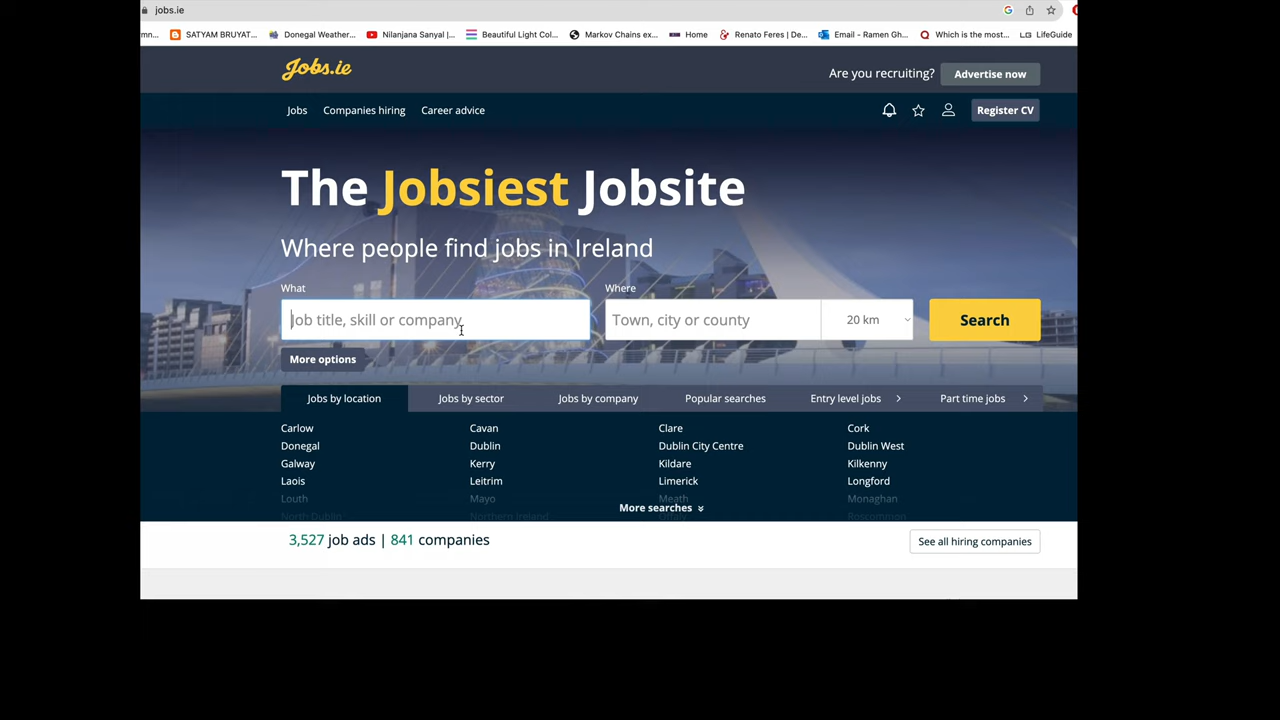 jobs.ie
SATYAM BRUYAT... Donegal Weather... Nilanjana Sanyal |... Beautiful Light Col... Markov Chains ex... Home Renato Feres | De... Email - Ramen Gh... Which is the most... LG LifeGuide
Jobs.ie
Are you recruiting? Advertise now
Jobs Companies hiring Career advice Register CV
The Jobsiest Jobsite
Where people find jobs in Ireland
What Where
Job title, skill or company Town, city or county 20 km Search
More options
Jobs by location Jobs by sector Jobs by company Popular searches Entry level jobs Part time jobs
Carlow Cavan Clare Cork
Donegal Dublin Dublin City Centre Dublin West
Galway Kerry Kildare Kilkenny
Laois Leitrim Limerick Longford
Louth Mayo Meath Monaghan
More searches
North Dublin Northern Ireland Offaly Roscommon
3,527 job ads | 841 companies See all hiring companies